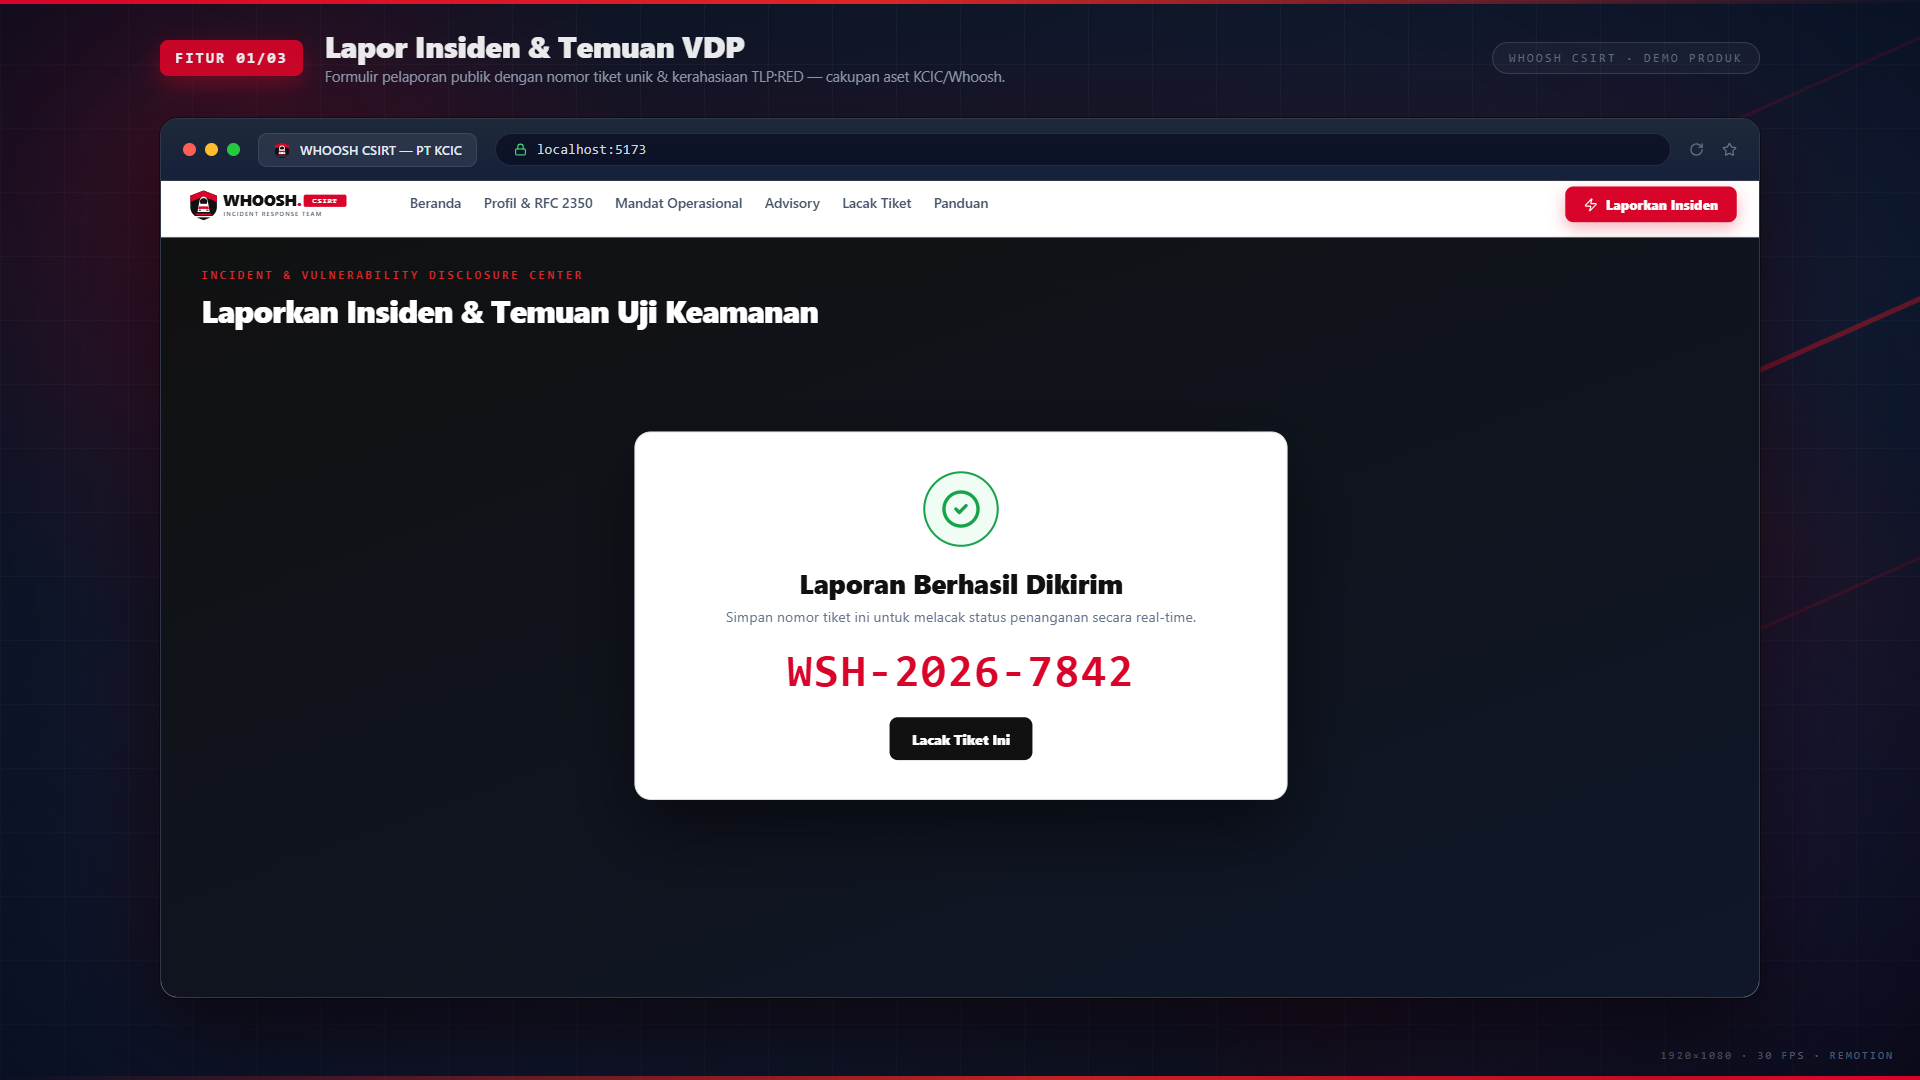 FITUR 01/03
Lapor Insiden & Temuan VDP
Formulir pelaporan publik dengan nomor tiket unik & kerahasiaan TLP:RED — cakupan aset KCIC/Whoosh.
WHOOSH CSIRT · DEMO PRODUK
WHOOSH CSIRT — PT KCIC
localhost:5173
WHOOSH. CSIRT
INCIDENT RESPONSE TEAM
Beranda Profil & RFC 2350 Mandat Operasional Advisory Lacak Tiket Panduan
Laporkan Insiden
INCIDENT & VULNERABILITY DISCLOSURE CENTER
Laporkan Insiden & Temuan Uji Keamanan
Laporan Berhasil Dikirim
Simpan nomor tiket ini untuk melacak status penanganan secara real-time.
WSH-2026-7842
Lacak Tiket Ini
1920×1080 · 30 FPS · REMOTION